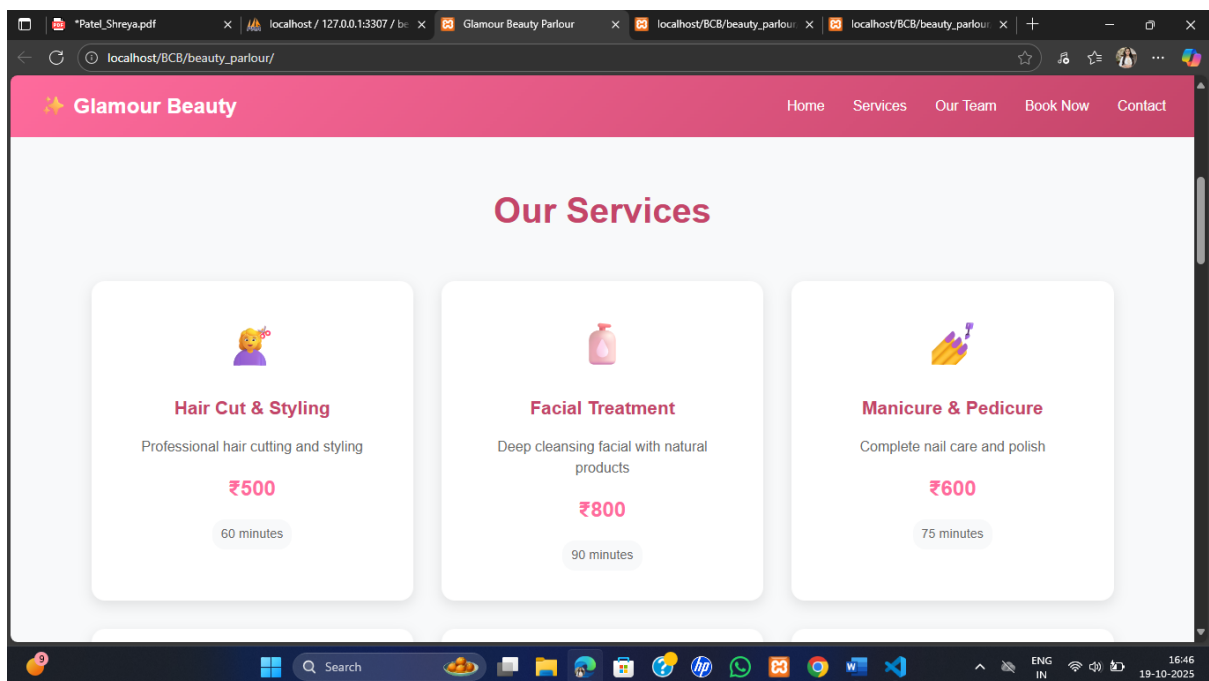 *Patel_Shreya.pdf
localhost / 127.0.0.1:3307 / be
Glamour Beauty Parlour
localhost/BCB/beauty_parlour
localhost/BCB/beauty_parlour
localhost/BCB/beauty_parlour/
Glamour Beauty
Home Services Our Team Book Now Contact
Our Services
Hair Cut & Styling
Professional hair cutting and styling
₹500
60 minutes
Facial Treatment
Deep cleansing facial with natural
products
₹800
90 minutes
Manicure & Pedicure
Complete nail care and polish
₹600
75 minutes
9
Search
ENG
IN
16:46
19-10-2025